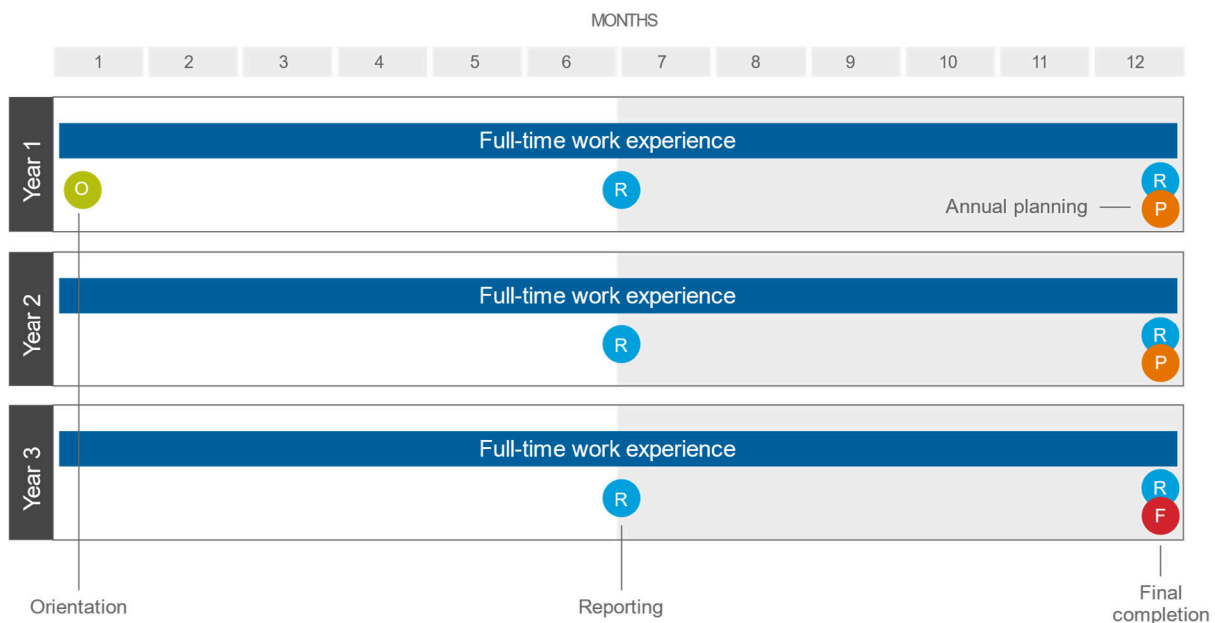 MONTHS
1 2 3 4 5 6 7 8 9 10 11 12
Year 1
Full-time work experience
O
R
R
Annual planning
P
Year 2
Full-time work experience
R
R
P
Year 3
Full-time work experience
R
R
F
Orientation
Reporting
Final
completion